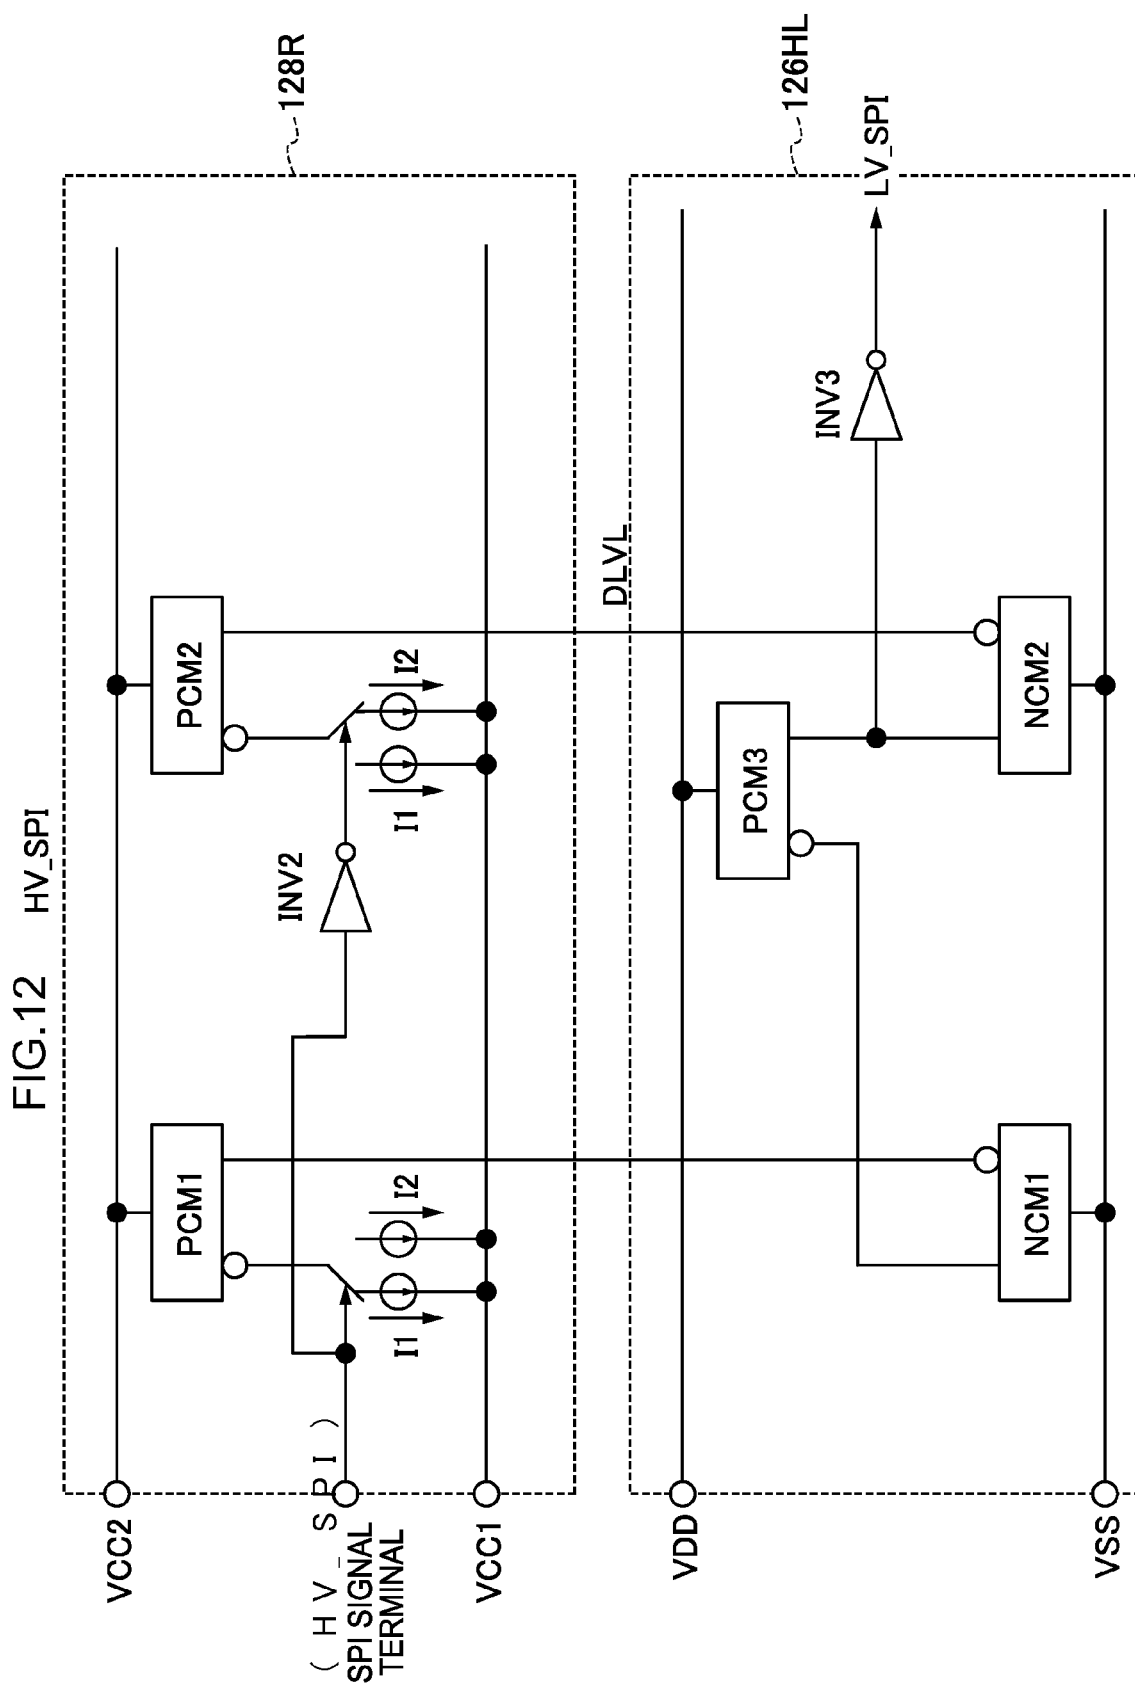 FIG.12
HV_SPI
128R
VCC2
PCM1
PCM2
INV2
I1
I2
I1
I2
(HV_SPI)
SPI SIGNAL
TERMINAL
VCC1
DLVL
126HL
VDD
PCM3
INV3
LV_SPI
NCM1
NCM2
VSS